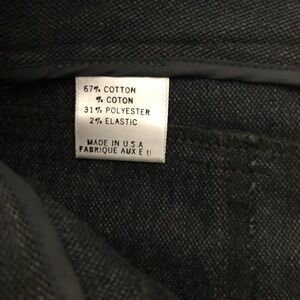 67% COTTON
% COTON
31% POLYESTER
2% ELASTIC
MADE IN U.S.A
FABRIQUE AUX E U